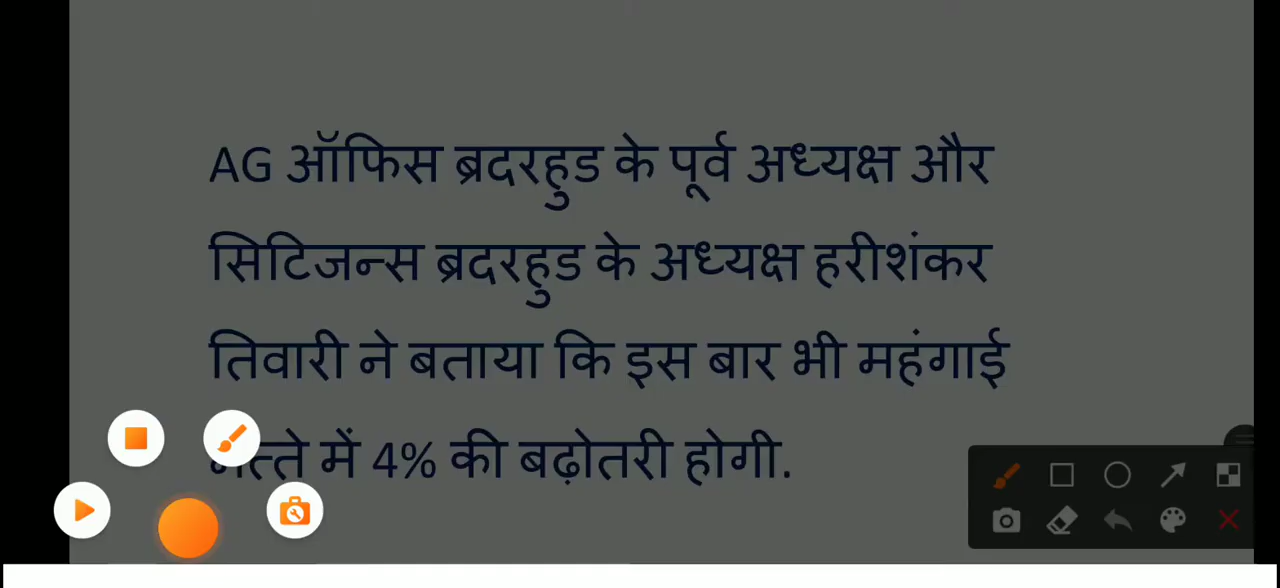 AG ऑफिस ब्रदरहुड के पूर्व अध्यक्ष और
सिटिजन्स ब्रदरहुड के अध्यक्ष हरीशंकर
तिवारी ने बताया कि इस बार भी महंगाई
में 4% की बढ़ोतरी होगी.